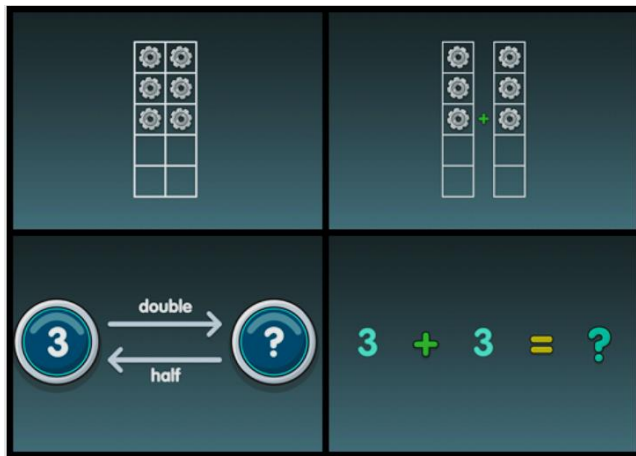 +
double
3 ?
half
3 + 3 = ?